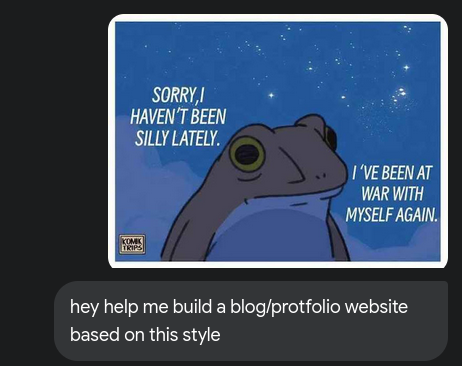 SORRY,I
HAVEN'T BEEN
SILLY LATELY.
I'VE BEEN AT
WAR WITH
MYSELF AGAIN.
KOMIK
TRIPS
hey help me build a blog/protfolio website
based on this style